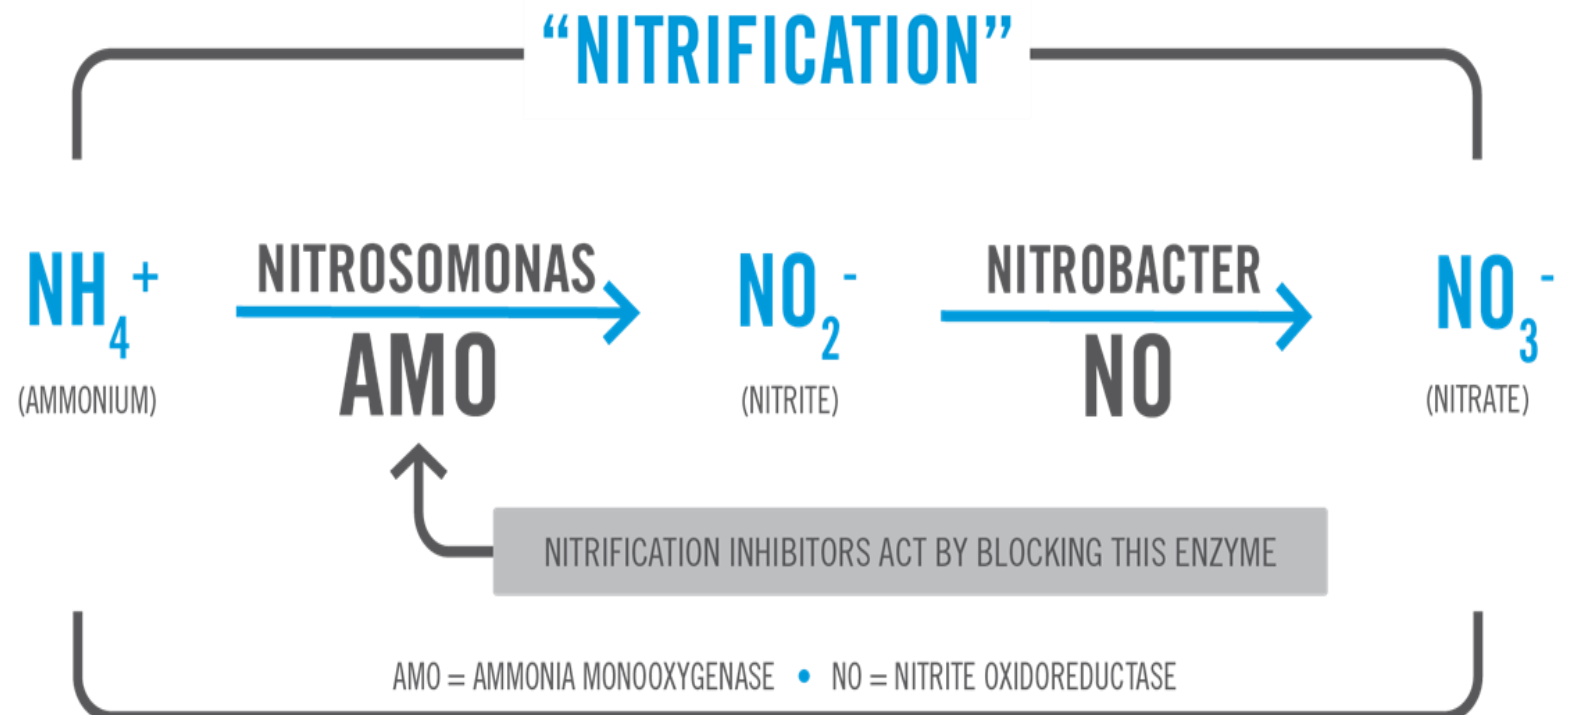 “NITRIFICATION”
NH₄⁺ NITROSOMONAS NO₂⁻ NITROBACTER NO₃⁻
AMO NO
(AMMONIUM) (NITRITE) (NITRATE)
NITRIFICATION INHIBITORS ACT BY BLOCKING THIS ENZYME
AMO = AMMONIA MONOOXYGENASE • NO = NITRITE OXIDOREDUCTASE